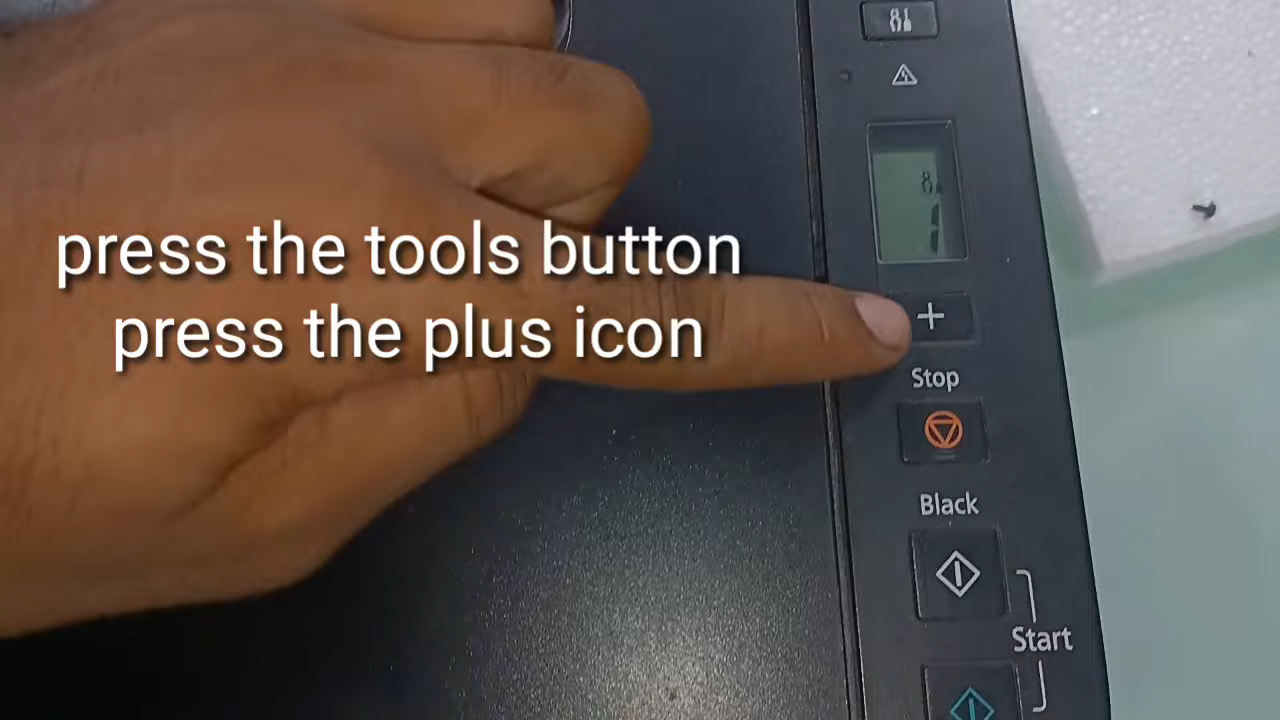 press the tools button
press the plus icon
+
Stop
Black
Start